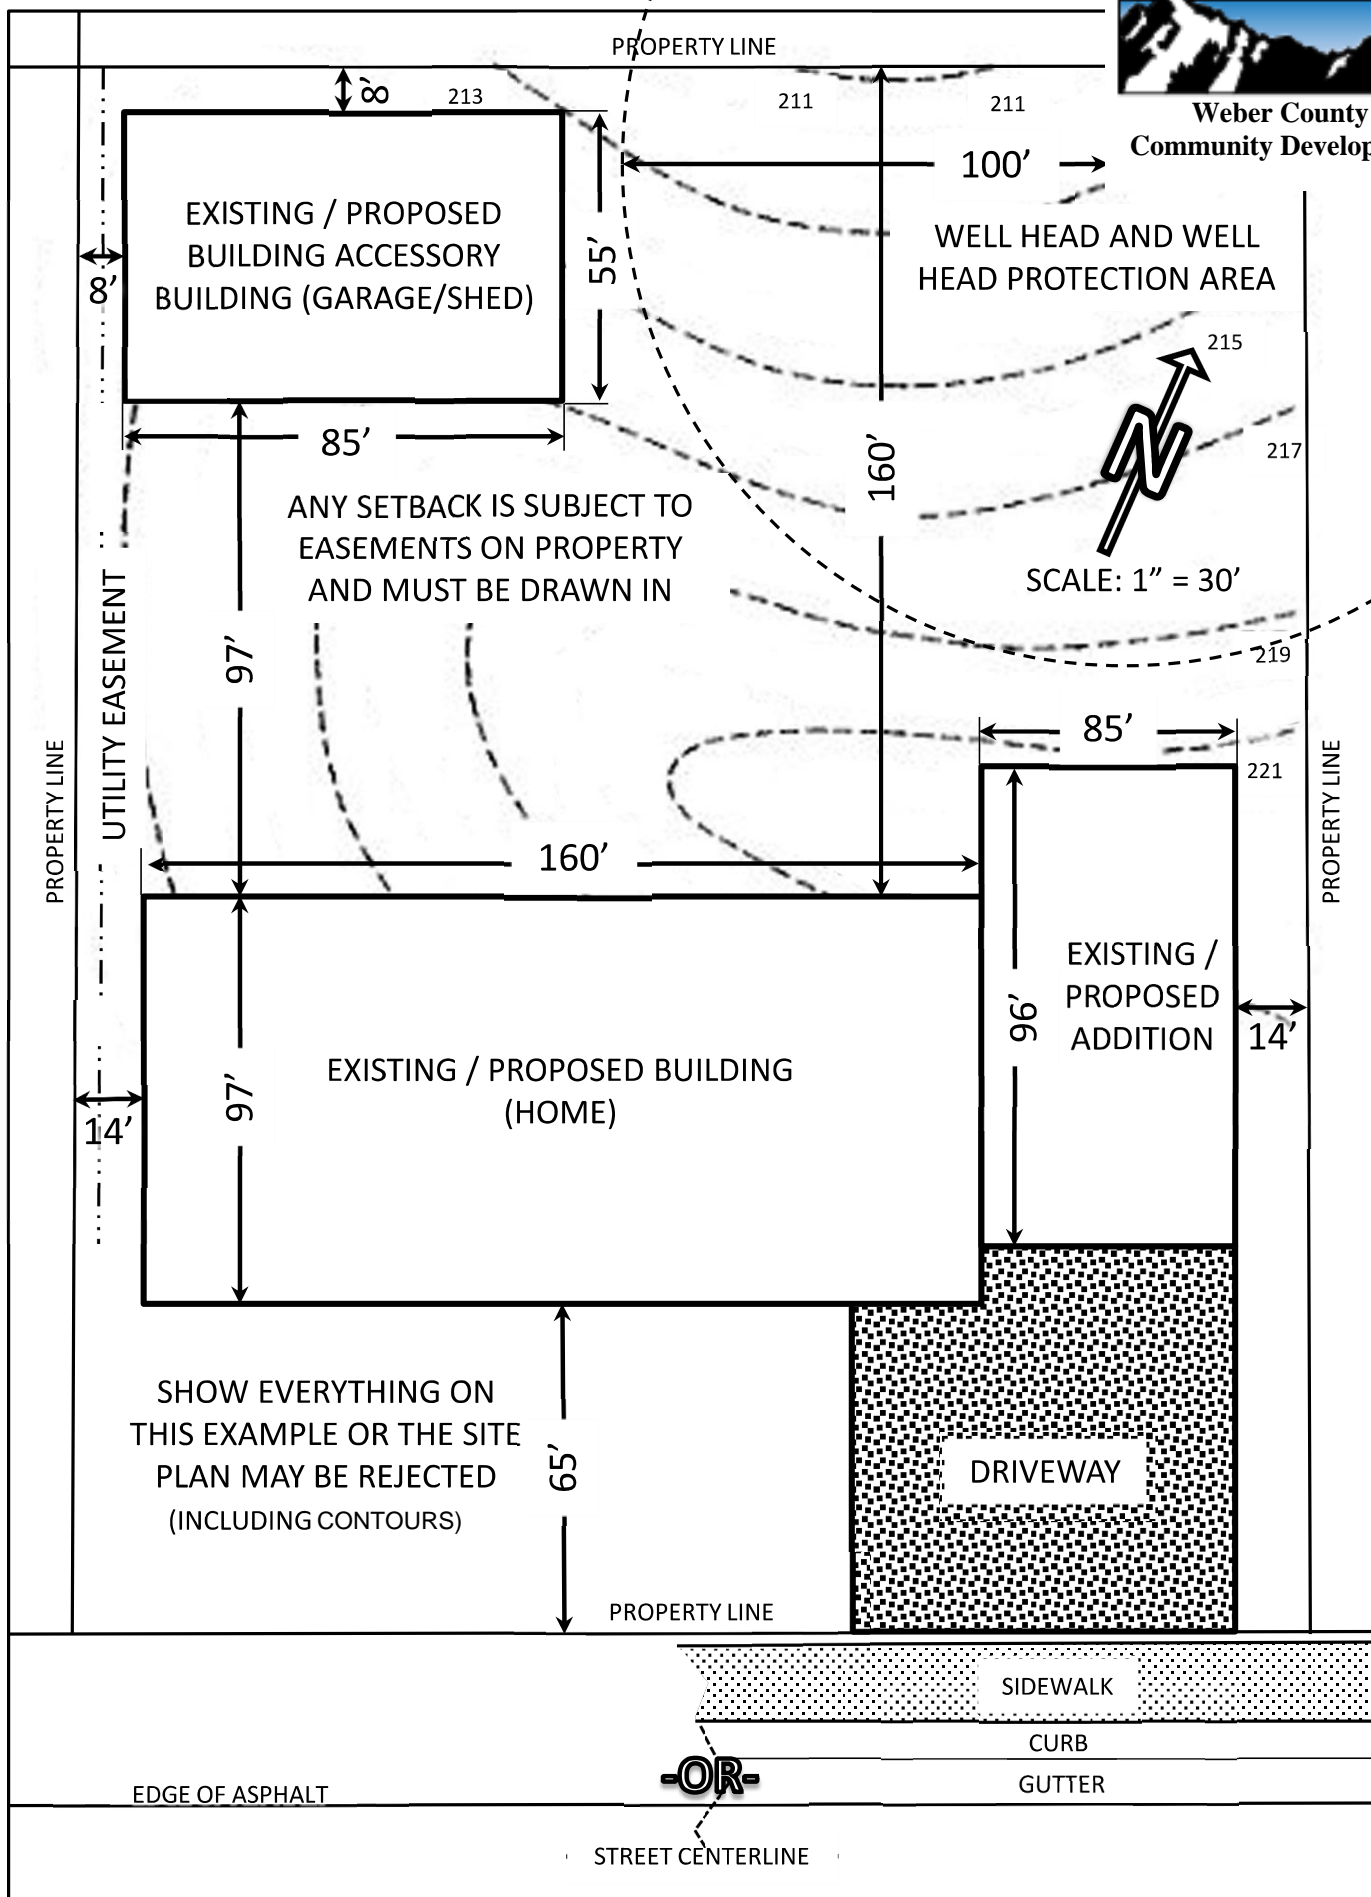 PROPERTY LINE
Weber County
Community Develop
8'
213
211
211
100'
EXISTING / PROPOSED
BUILDING ACCESSORY
BUILDING (GARAGE/SHED)
55'
8'
WELL HEAD AND WELL
HEAD PROTECTION AREA
215
N
217
85'
160'
ANY SETBACK IS SUBJECT TO
EASEMENTS ON PROPERTY
AND MUST BE DRAWN IN
SCALE: 1” = 30’
UTILITY EASEMENT
97'
219
85'
221
PROPERTY LINE
PROPERTY LINE
160'
EXISTING /
PROPOSED
ADDITION
96'
14'
EXISTING / PROPOSED BUILDING
(HOME)
97'
14'
SHOW EVERYTHING ON
THIS EXAMPLE OR THE SITE
PLAN MAY BE REJECTED
(INCLUDING CONTOURS)
65'
DRIVEWAY
PROPERTY LINE
SIDEWALK
CURB
-OR-
GUTTER
EDGE OF ASPHALT
STREET CENTERLINE